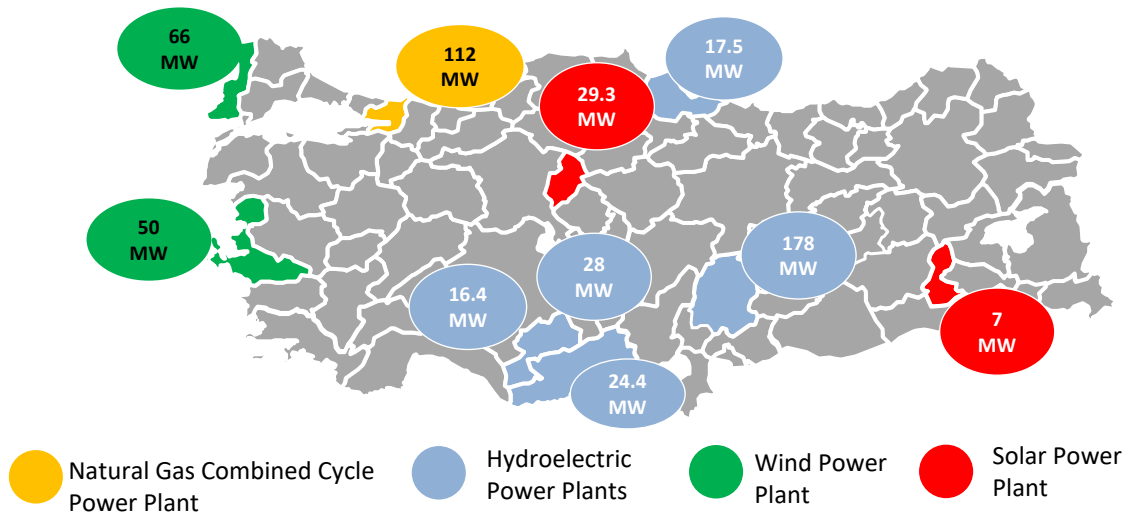 66
MW
112
MW
17.5
MW
29.3
MW
50
MW
178
MW
28
MW
16.4
MW
7
MW
24.4
MW
Natural Gas Combined Cycle
Power Plant
Hydroelectric
Power Plants
Wind Power
Plant
Solar Power
Plant